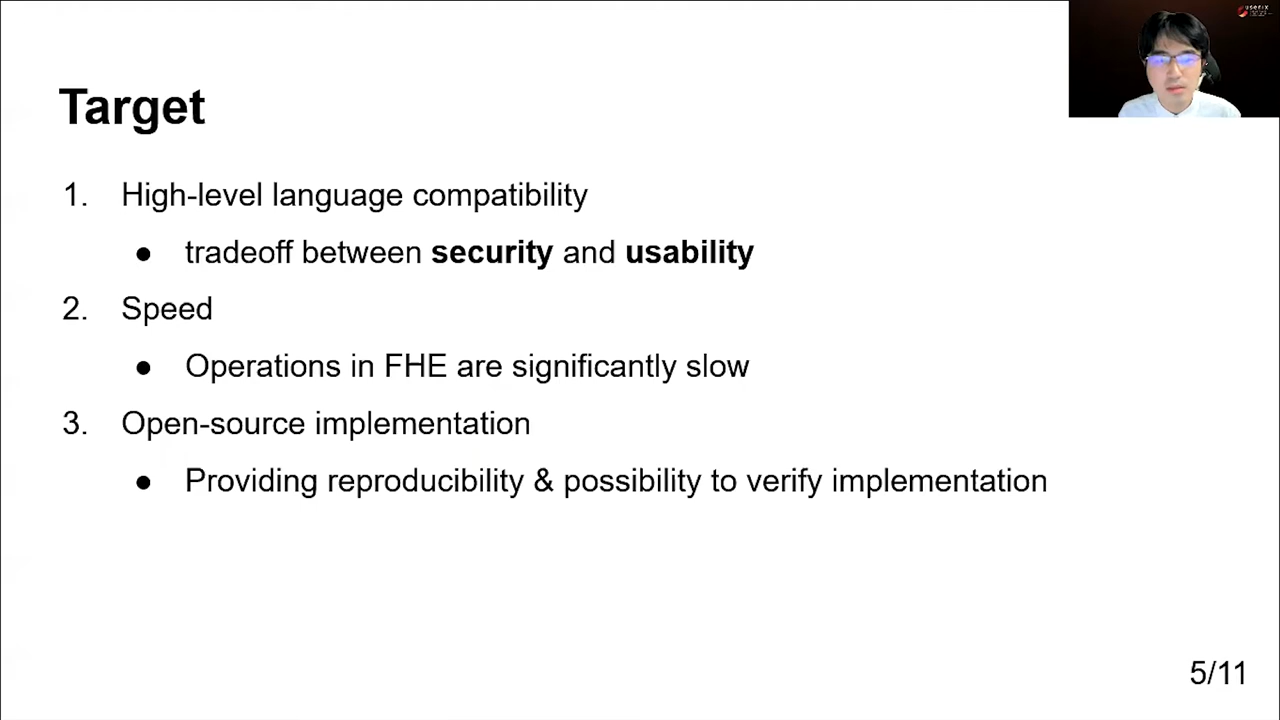 usenix
Target
1. High-level language compatibility
● tradeoff between security and usability
2. Speed
● Operations in FHE are significantly slow
3. Open-source implementation
● Providing reproducibility & possibility to verify implementation
5/11